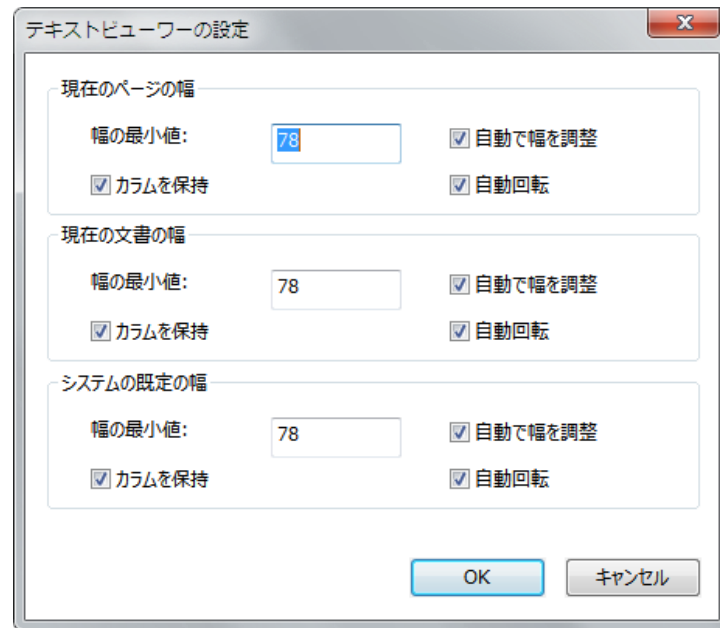 テキストビューワーの設定
現在のページの幅
幅の最小値: 78 自動で幅を調整
カラムを保持 自動回転
現在の文書の幅
幅の最小値: 78 自動で幅を調整
カラムを保持 自動回転
システムの既定の幅
幅の最小値: 78 自動で幅を調整
カラムを保持 自動回転
OK キャンセル